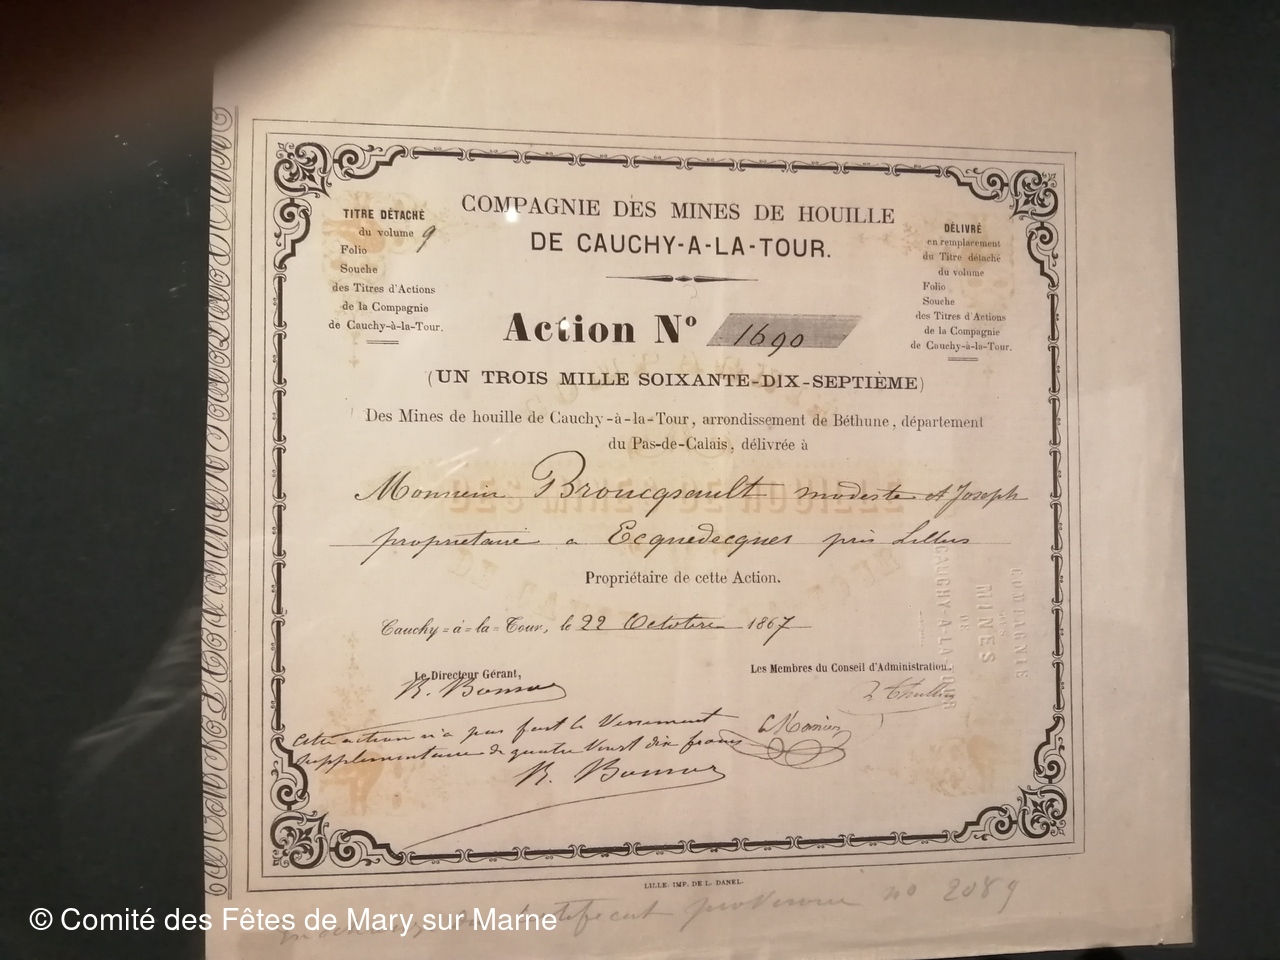 COMPAGNIE DES MINES DE HOUILLE
DE CAUCHY-A-LA-TOUR.
TITRE DÉTACHÉ
du volume 9
Folio
Souche
des Titres d'Actions
de la Compagnie
de Cauchy-à-la-Tour.
DÉLIVRÉ
en remplacement
du Titre détaché
du volume
Folio
Souche
des Titres d'Actions
de la Compagnie
de Cauchy-à-la-Tour.
Action Nº 1690
(UN TROIS MILLE SOIXANTE-DIX-SEPTIÈME)
Des Mines de houille de Cauchy-à-la-Tour, arrondissement de Béthune, département
du Pas-de-Calais, délivrée à
Monsieur modeste et Joseph
propriétaire a Ecquedecques près Lillers
Propriétaire de cette Action.
Cauchy-à-la-Tour, le 22 Octobre 1867
Le Directeur Gérant,
Les Membres du Conseil d'Administration.
COMPAGNIE
DES
MINES
DE
CAUCHY-A-LA-TOUR
Cette action n'a pas fait le Versement
supplémentaire de quatre Vingt dix francs
LILLE. IMP. DE L. DANEL.
certificat provisoire nº 2089
© Comité des Fêtes de Mary sur Marne